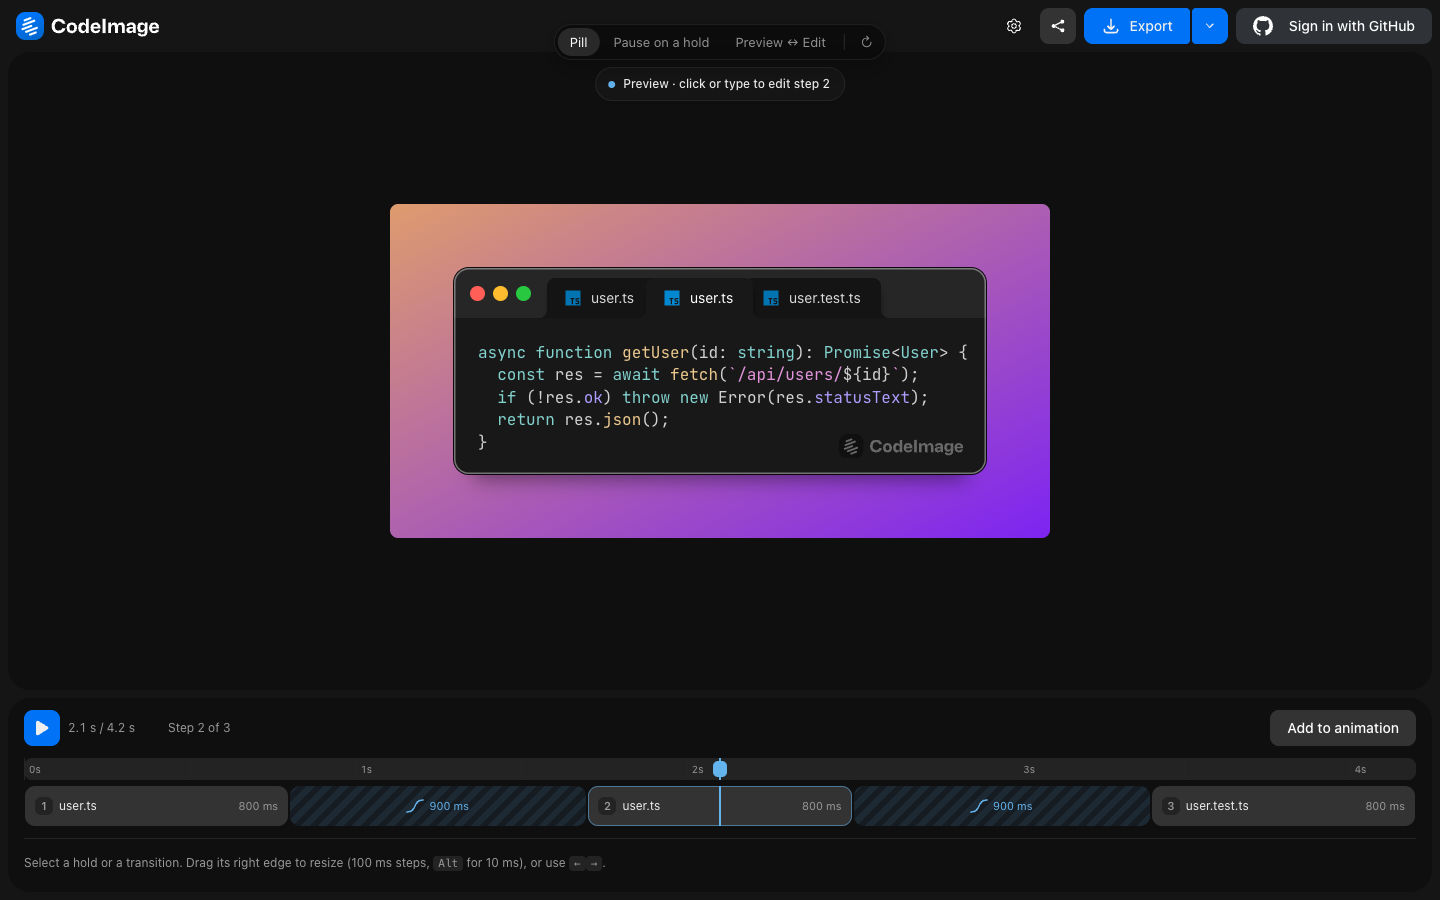 CodeImage
Export
Sign in with GitHub
Pill
Pause on a hold
Preview ↔ Edit
Preview · click or type to edit step 2
user.ts
user.ts
user.test.ts
async function getUser(id: string): Promise<User> {
  const res = await fetch(`/api/users/${id}`);
  if (!res.ok) throw new Error(res.statusText);
  return res.json();
}
CodeImage
2.1 s / 4.2 s
Step 2 of 3
Add to animation
0s
1s
2s
3s
4s
1 user.ts 800 ms
900 ms
2 user.ts 800 ms
900 ms
3 user.test.ts 800 ms
Select a hold or a transition. Drag its right edge to resize (100 ms steps, Alt for 10 ms), or use ← →.